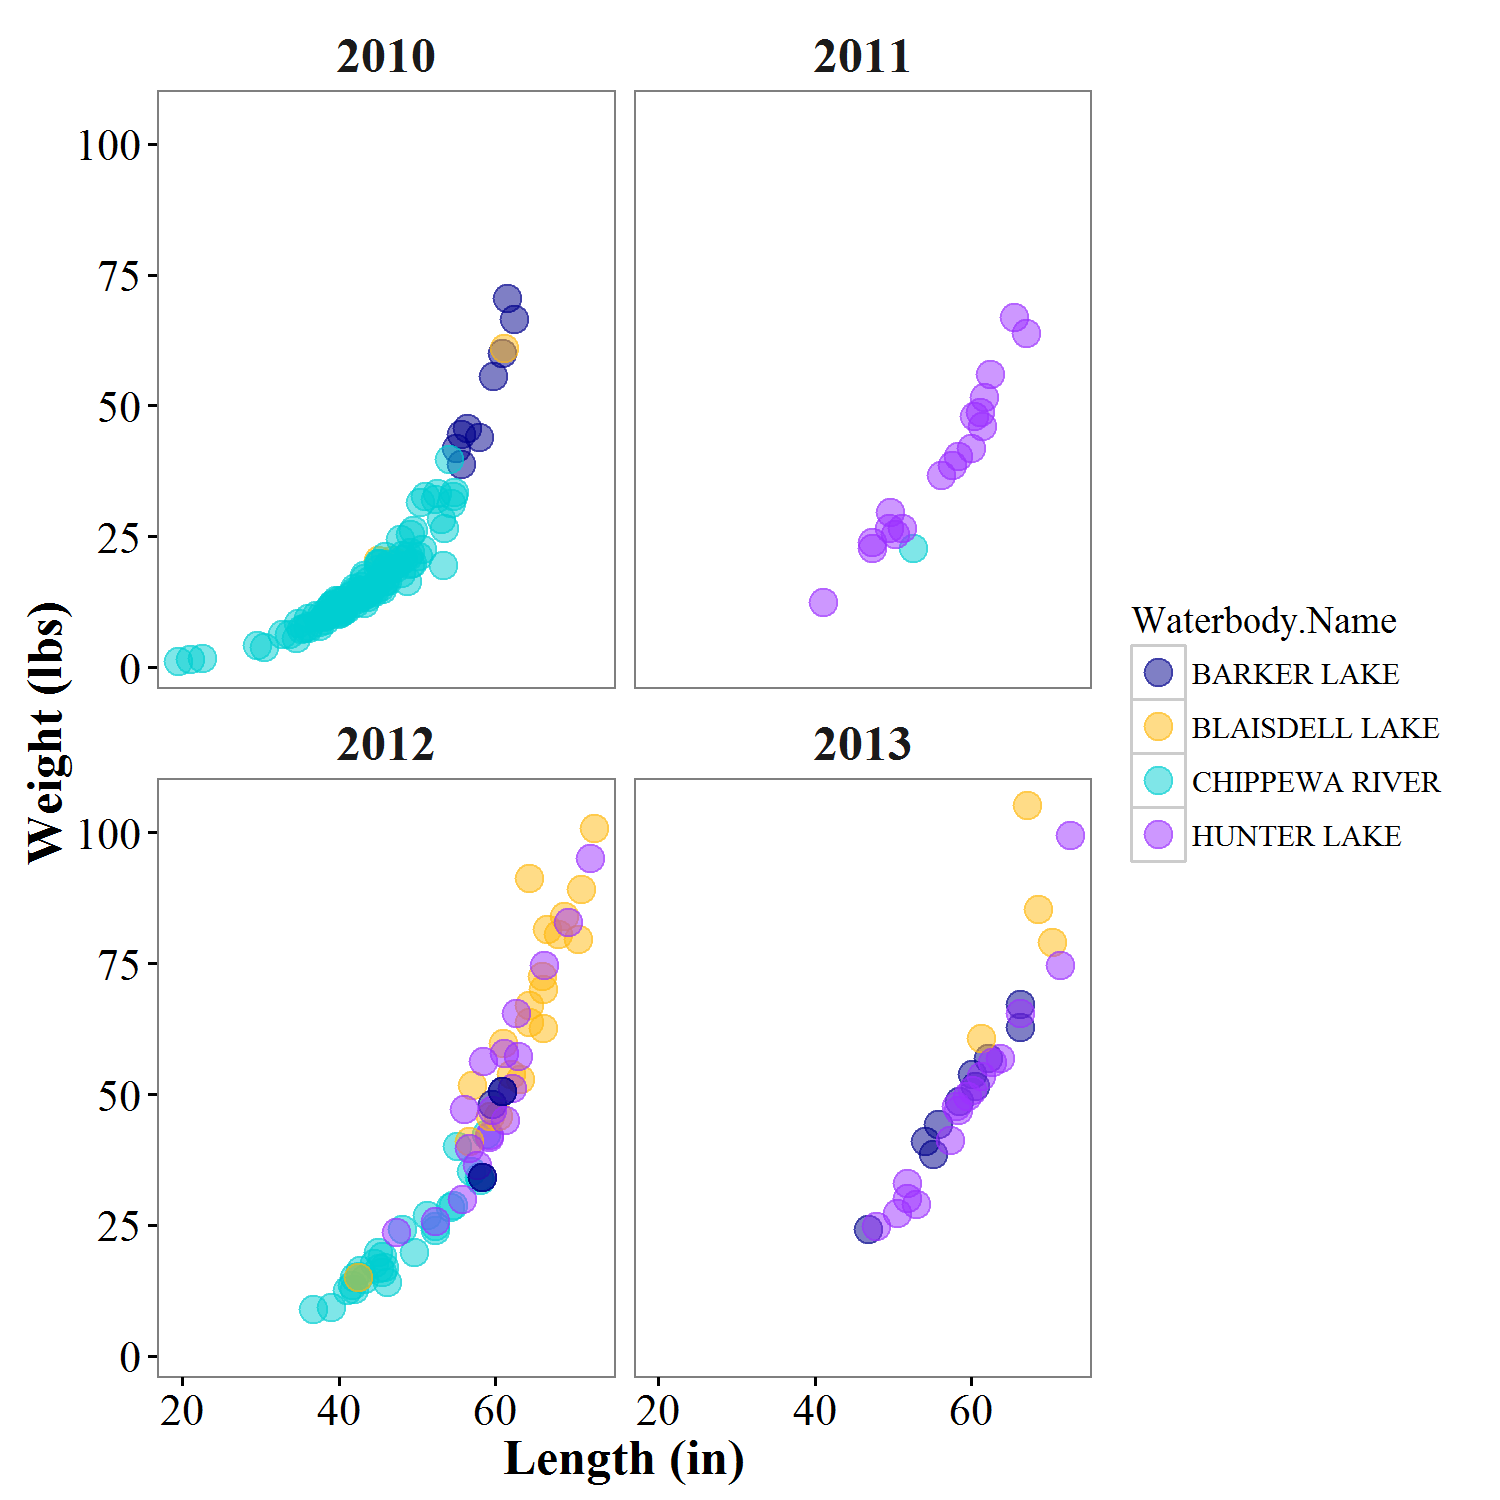 2010
2011
100
75
50
25
0
2012
2013
100
75
50
25
0
20 40 60
20 40 60
Weight (lbs)
Length (in)
Waterbody.Name
BARKER LAKE
BLAISDELL LAKE
CHIPPEWA RIVER
HUNTER LAKE